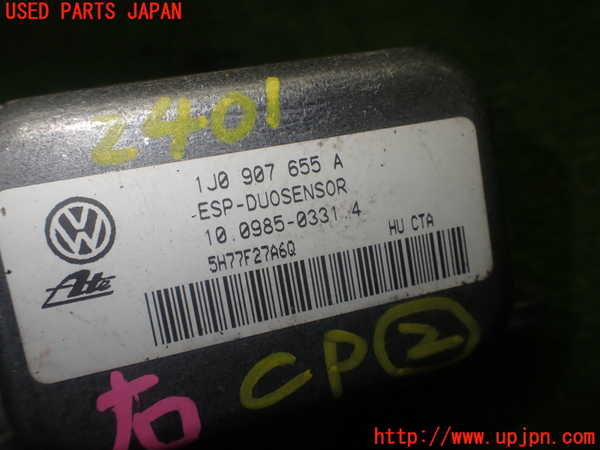 USED PARTS JAPAN
2401
1J0 907 655 A
ESP-DUOSENSOR
10.0985-0331.4
HU CTA
5H77F27A6Q
Ate
右
CP②
http://www.upjpn.com/